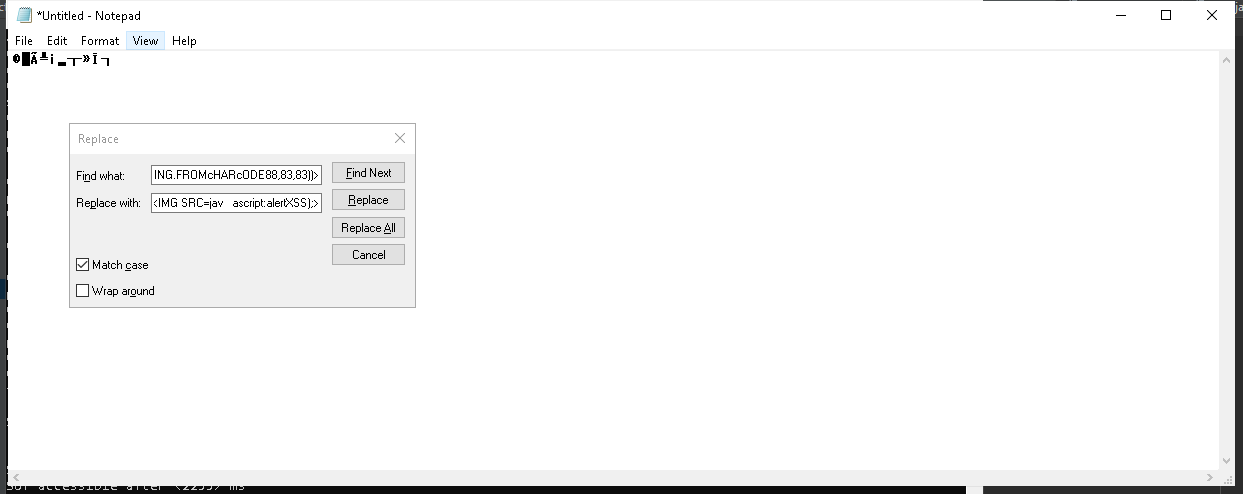 *Untitled - Notepad
File Edit Format View Help
Replace
Find what: ING.FROMcHARcODE88,83,83))> Find Next
Replace with: <IMG SRC=jav   ascript:alertXSS);> Replace
Replace All
Cancel
Match case
Wrap around